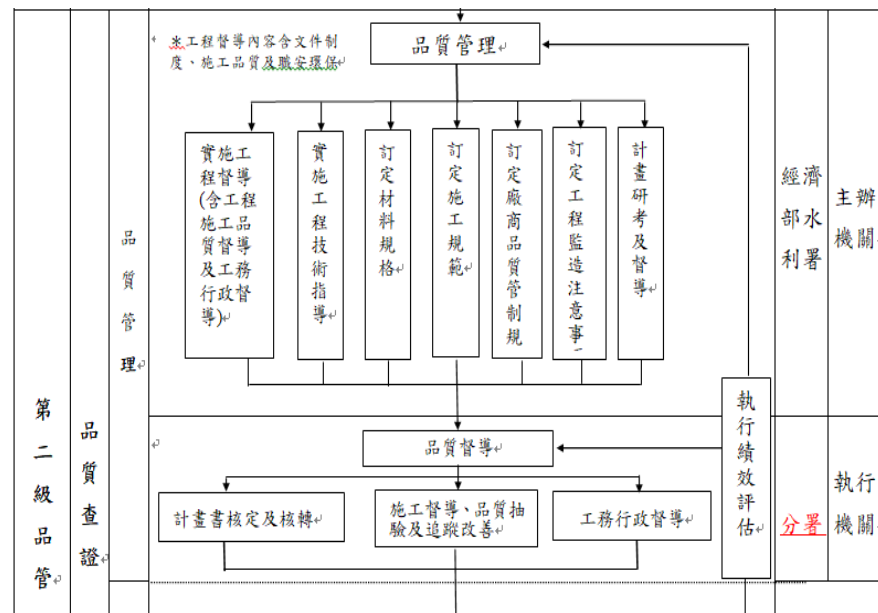 *工程督導內容含文件制
度、施工品質及職安環保
品質管理
實施工
程督導
(含工程
施工品
質督導
及工務
行政督
導)
實施工程技術指導
訂定材料規格
訂定施工規範
訂定廠商品質管制規
訂定工程監造注意事
計畫研考及督導
品質管理
經濟
部水
利署
主辦
機關
第二級品管
品質查證
品質督導
計畫書核定及核轉
施工督導、品質抽
驗及追蹤改善
工務行政督導
執行績效評估
分署
執行
機關